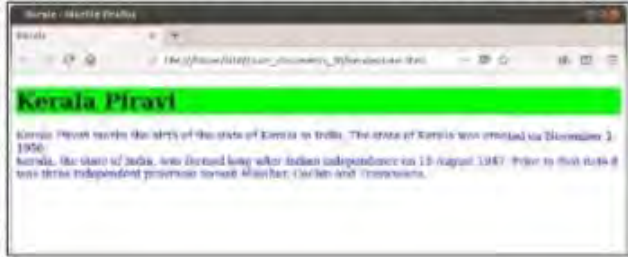 Kerala - Mozilla Firefox
Kerala
Kerala Piravi
Kerala Piravi marks the birth of the state of Kerala in India. The state of Kerala was created on November 1
1956.
Kerala, the state of India, was formed long after Indian independence on 15 August 1947. Prior to that date it
was three independent provinces named Malabar, Cochin and Travancore.